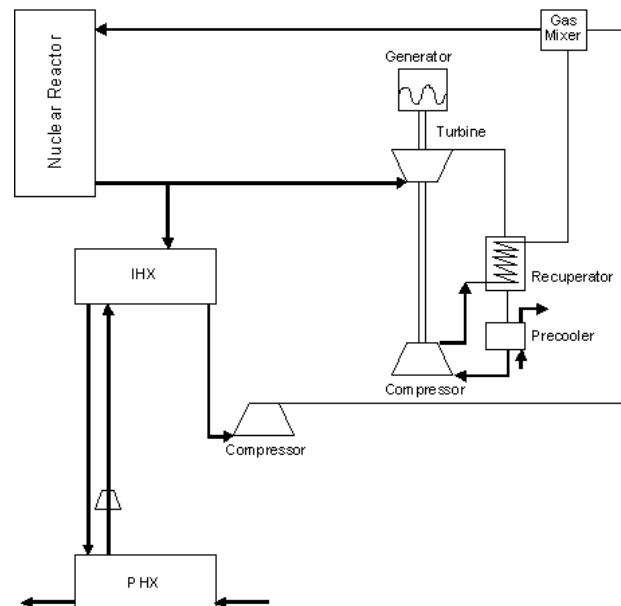 Gas
Mixer
Generator
Nuclear Reactor
Turbine
IHX
Recuperator
Precooler
Compressor
Compressor
PHX